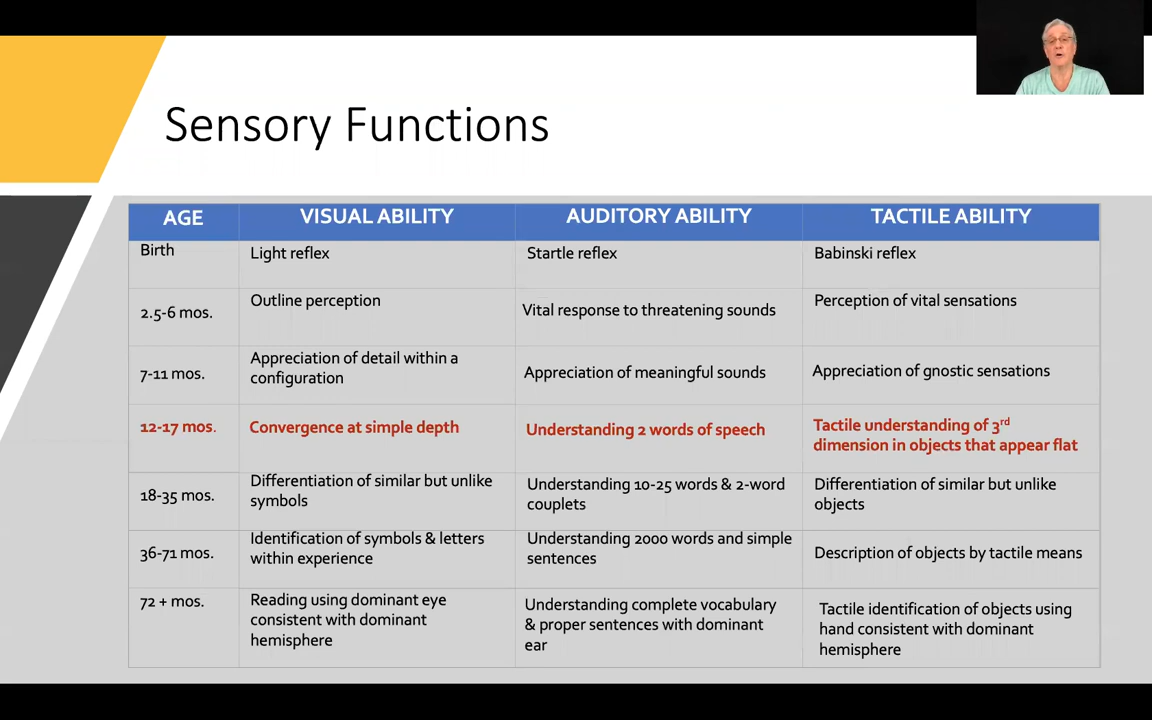 Sensory Functions
AGE
VISUAL ABILITY
AUDITORY ABILITY
TACTILE ABILITY
Birth
Light reflex
Startle reflex
Babinski reflex
2.5-6 mos.
Outline perception
Vital response to threatening sounds
Perception of vital sensations
7-11 mos.
Appreciation of detail within a
configuration
Appreciation of meaningful sounds
Appreciation of gnostic sensations
12-17 mos.
Convergence at simple depth
Understanding 2 words of speech
Tactile understanding of 3rd
dimension in objects that appear flat
18-35 mos.
Differentiation of similar but unlike
symbols
Understanding 10-25 words & 2-word
couplets
Differentiation of similar but unlike
objects
36-71 mos.
Identification of symbols & letters
within experience
Understanding 2000 words and simple
sentences
Description of objects by tactile means
72 + mos.
Reading using dominant eye
consistent with dominant
hemisphere
Understanding complete vocabulary
& proper sentences with dominant
ear
Tactile identification of objects using
hand consistent with dominant
hemisphere